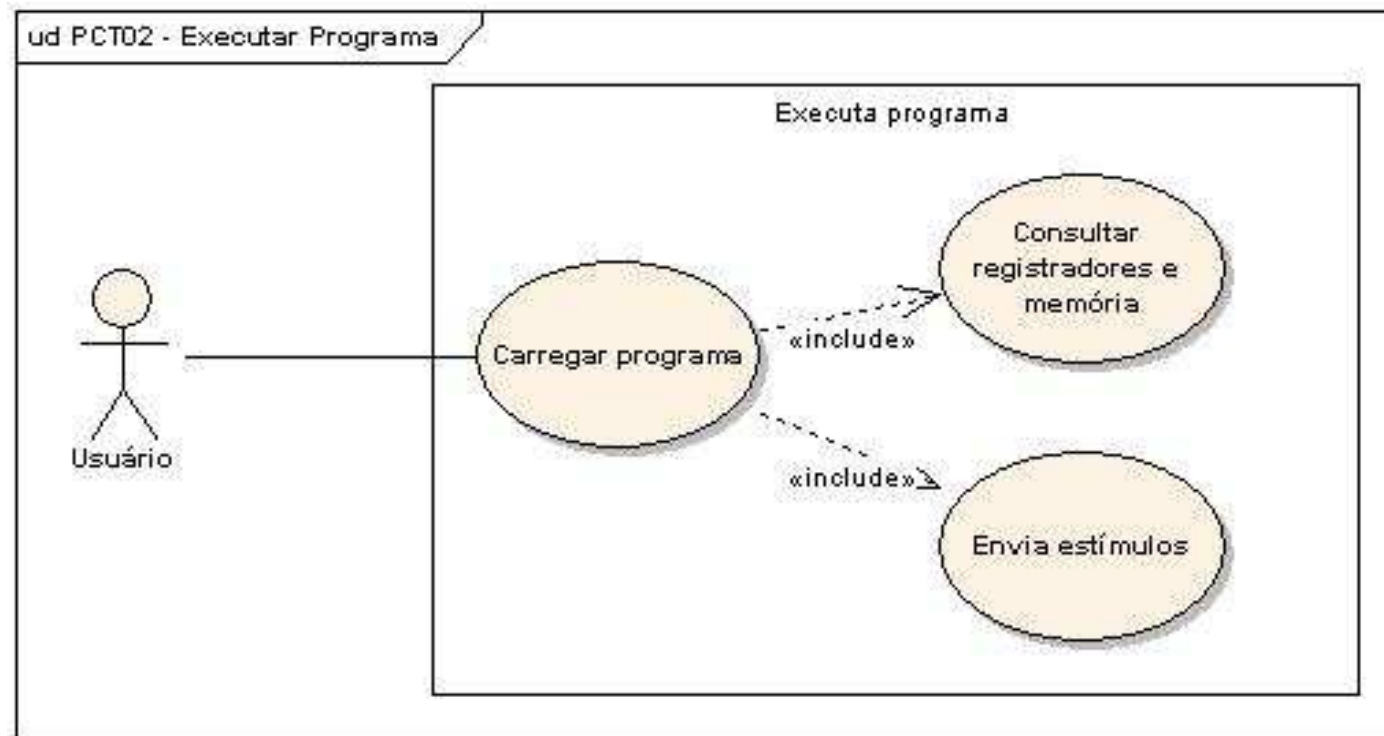 ud PCT02 - Executar Programa
Executa programa
Consultar
registradores e
memória
«include»
Carregar programa
«include»
Usuário
Envia estímulos